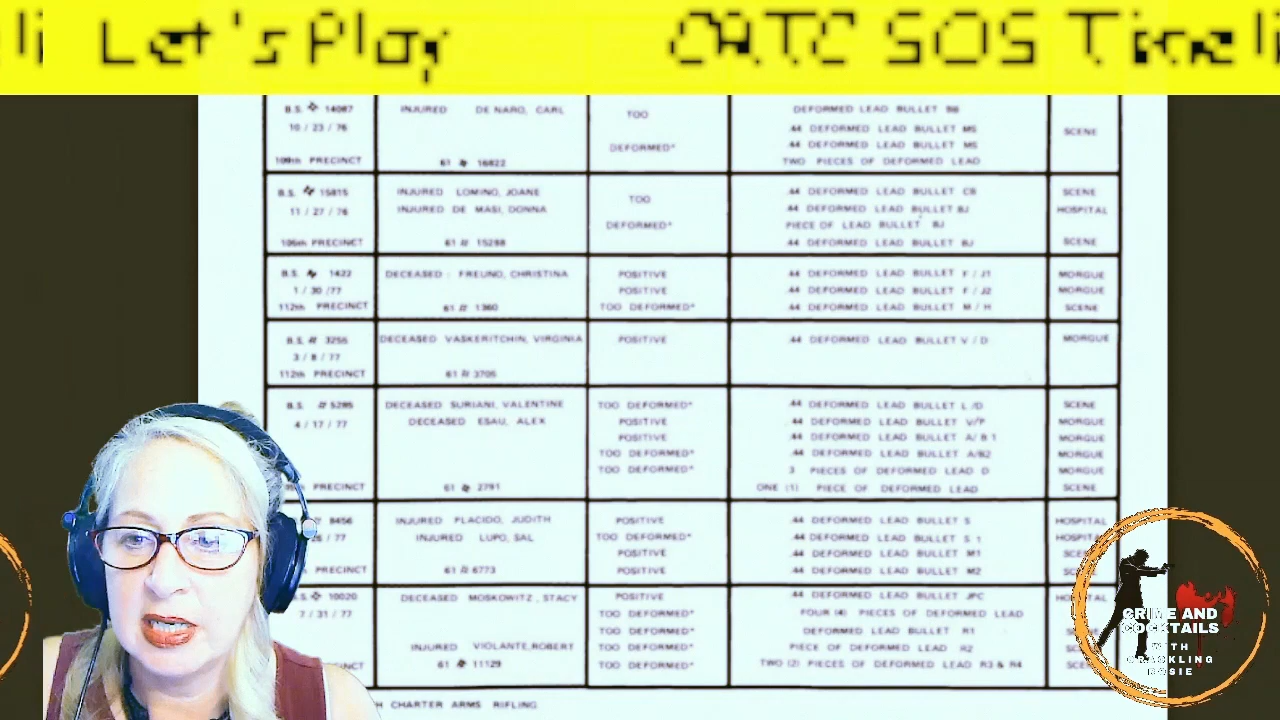 Let's Play
CATC SOS Timeli
B.S. # 14087 INJURED DE NARO, CARL TOO DEFORMED LEAD BULLET BB
10 / 23 / 76 .44 DEFORMED LEAD BULLET MS SCENE
DEFORMED* .44 DEFORMED LEAD BULLET MS
109th PRECINCT 61 # 16822 TWO PIECES OF DEFORMED LEAD
B.S. # 15815 INJURED LOMINO, JOANE TOO .44 DEFORMED LEAD BULLET CB SCENE
11 / 27 / 76 INJURED DE MASI, DONNA .44 DEFORMED LEAD BULLET BJ HOSPITAL
DEFORMED* PIECE OF LEAD BULLET BJ
105th PRECINCT 61 # 15288 .44 DEFORMED LEAD BULLET BJ SCENE
B.S. # 1422 DECEASED : FREUND, CHRISTINA POSITIVE .44 DEFORMED LEAD BULLET F / J1 MORGUE
1 / 30 /77 POSITIVE .44 DEFORMED LEAD BULLET F / J2 MORGUE
112th PRECINCT 61 # 1360 TOO DEFORMED* .44 DEFORMED LEAD BULLET M / H SCENE
B.S. # 3255 DECEASED VASKERITCHIN, VIRGINIA POSITIVE .44 DEFORMED LEAD BULLET V / D MORGUE
3 / 8 / 77
112th PRECINCT 61 # 3705
B.S. # 5285 DECEASED SURIANI, VALENTINE TOO DEFORMED* .44 DEFORMED LEAD BULLET L /D SCENE
4 / 17 / 77 DECEASED ESAU, ALEX POSITIVE .44 DEFORMED LEAD BULLET V/P MORGUE
POSITIVE .44 DEFORMED LEAD BULLET A/ B 1 MORGUE
TOO DEFORMED* .44 DEFORMED LEAD BULLET A/B2 MORGUE
TOO DEFORMED* 3 PIECES OF DEFORMED LEAD D MORGUE
PRECINCT 61 # 2791 ONE (1) PIECE OF DEFORMED LEAD SCENE
8456 INJURED PLACIDO, JUDITH POSITIVE .44 DEFORMED LEAD BULLET S HOSPITAL
/ 77 INJURED LUPO, SAL TOO DEFORMED* .44 DEFORMED LEAD BULLET S 1
POSITIVE .44 DEFORMED LEAD BULLET M1
PRECINCT 61 # 6773 POSITIVE .44 DEFORMED LEAD BULLET M2
# 10020 DECEASED MOSKOWITZ , STACY POSITIVE .44 DEFORMED LEAD BULLET JPC
7 / 31 / 77 TOO DEFORMED* FOUR (4) PIECES OF DEFORMED LEAD
TOO DEFORMED* DEFORMED LEAD BULLET R1
INJURED VIOLANTE,ROBERT TOO DEFORMED* PIECE OF DEFORMED LEAD R2
61 # 11129 TOO DEFORMED* TWO (2) PIECES OF DEFORMED LEAD R3 & R4
CHARTER ARMS RIFLING
CRIME AND
COCKTAILS
WITH
CRACKLING
ROSIE